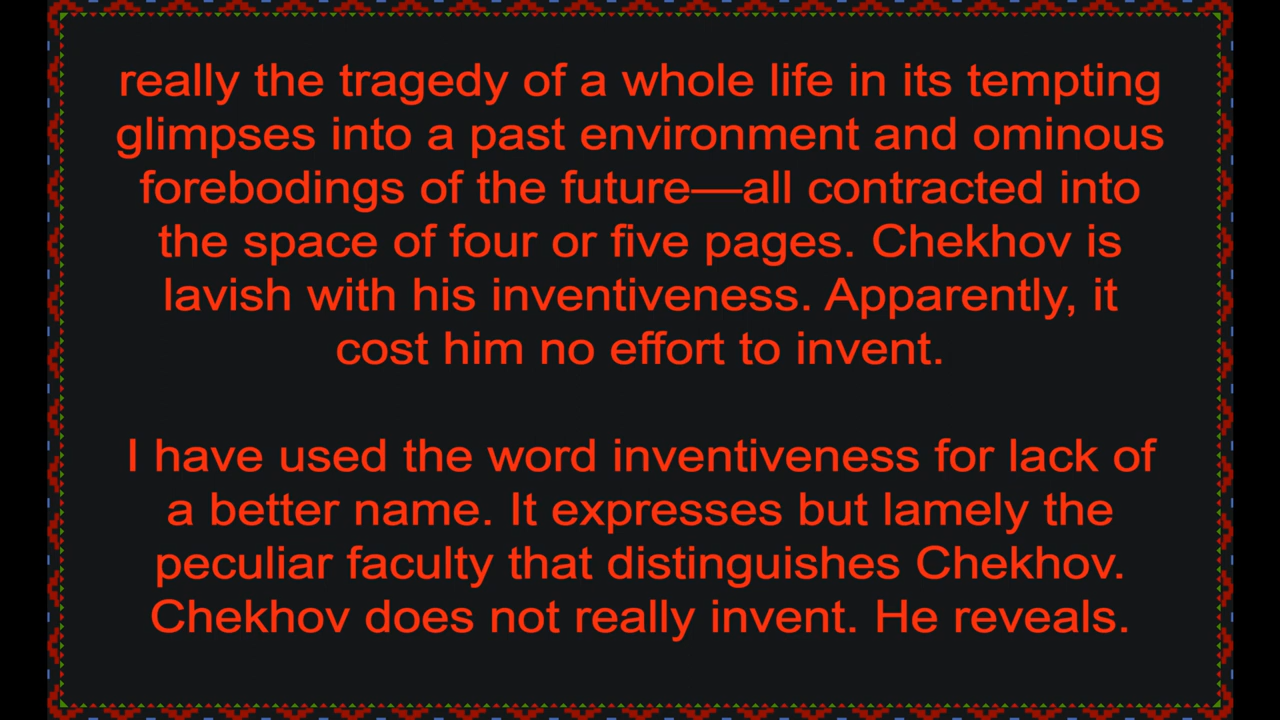 really the tragedy of a whole life in its tempting
glimpses into a past environment and ominous
forebodings of the future—all contracted into
the space of four or five pages. Chekhov is
lavish with his inventiveness. Apparently, it
cost him no effort to invent.
I have used the word inventiveness for lack of
a better name. It expresses but lamely the
peculiar faculty that distinguishes Chekhov.
Chekhov does not really invent. He reveals.